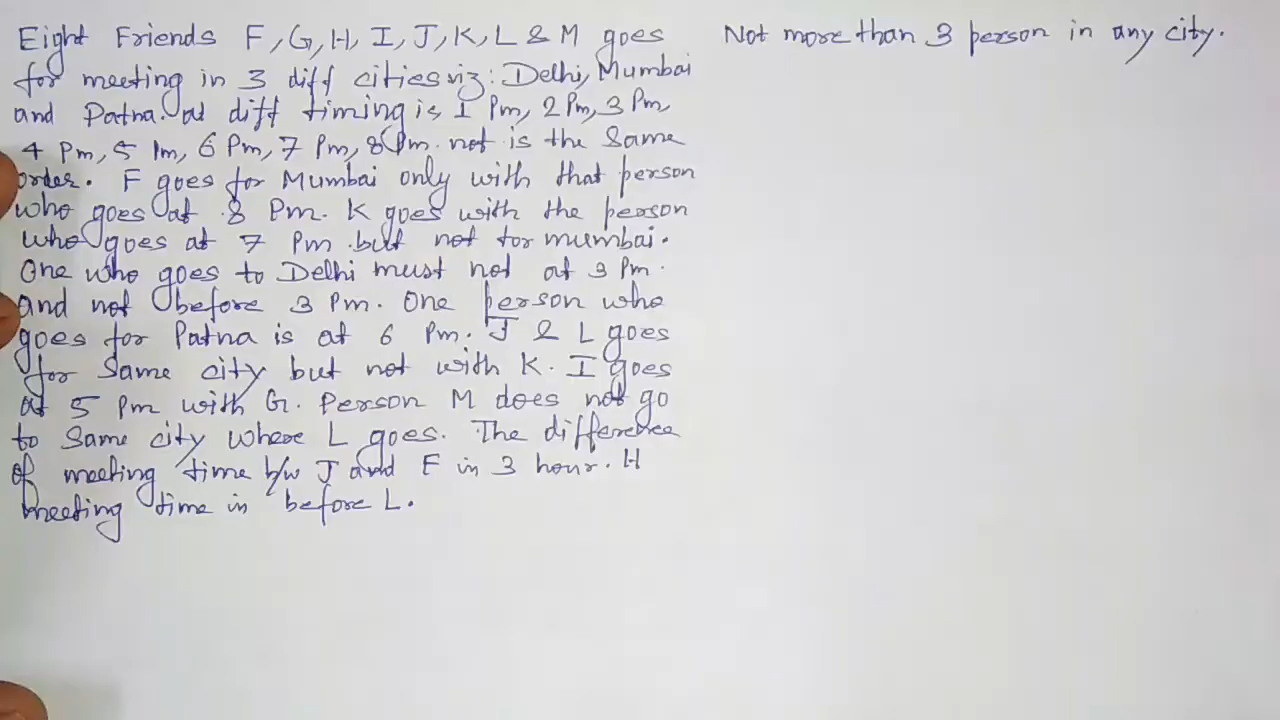 Eight Friends F, G, H, I, J, K, L & M goes
for meeting in 3 diff cities viz: Delhi, Mumbai
and Patna. at diff timing is 1 Pm, 2 Pm, 3 Pm,
4 Pm, 5 Pm, 6 Pm, 7 Pm, 8 Pm. not is the same
order. F goes for Mumbai only with that person
who goes at 8 Pm. K goes with the person
who goes at 7 Pm but not for mumbai.
One who goes to Delhi must not at 3 Pm.
and not before 3 Pm. One person who
goes for Patna is at 6 Pm. J & L goes
for same city but not with K. I goes
at 5 Pm with G. Person M does not go
to same city where L goes. The difference
of meeting time b/w J and F in 3 hour. H
meeting time in before L.
Not more than 3 person in any city.